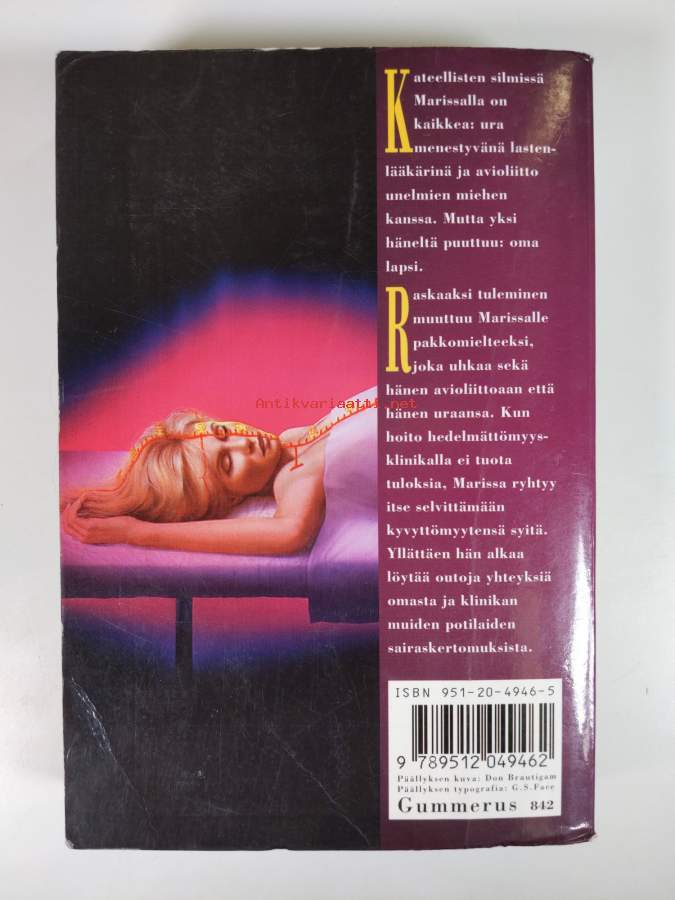 Kateellisten silmissä
Marissalla on
kaikkea: ura
menestyvänä lasten-
lääkärinä ja avioliitto
unelmien miehen
kanssa. Mutta yksi
häneltä puuttuu: oma
lapsi.
Raskaaksi tuleminen
muuttuu Marissalle
pakkomielteeksi,
joka uhkaa sekä
hänen avioliittoaan että
hänen uraansa. Kun
hoito hedelmättömyys-
klinikalla ei tuota
tuloksia, Marissa ryhtyy
itse selvittämään
kyvyttömyytensä syitä.
Yllättäen hän alkaa
löytää outoja yhteyksiä
omasta ja klinikan
muiden potilaiden
sairaskertomuksista.
Antikvariaatti.net
ISBN 951-20-4946-5
9 789512 049462
Päällyksen kuva: Don Brautigam
Päällyksen typografia: G.S.Face
Gummerus 842